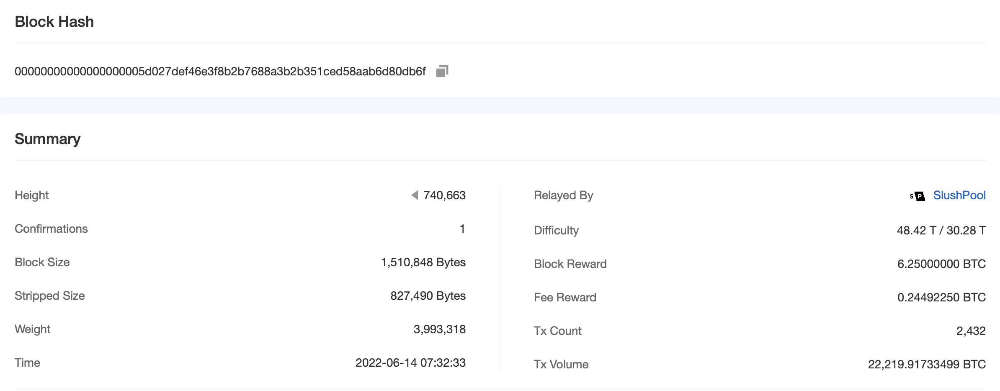 Block Hash
00000000000000000005d027def46e3f8b2b7688a3b2b351ced58aab6d80db6f
Summary
Height 740,663
Confirmations 1
Block Size 1,510,848 Bytes
Stripped Size 827,490 Bytes
Weight 3,993,318
Time 2022-06-14 07:32:33
Relayed By SP SlushPool
Difficulty 48.42 T / 30.28 T
Block Reward 6.25000000 BTC
Fee Reward 0.24492250 BTC
Tx Count 2,432
Tx Volume 22,219.91733499 BTC